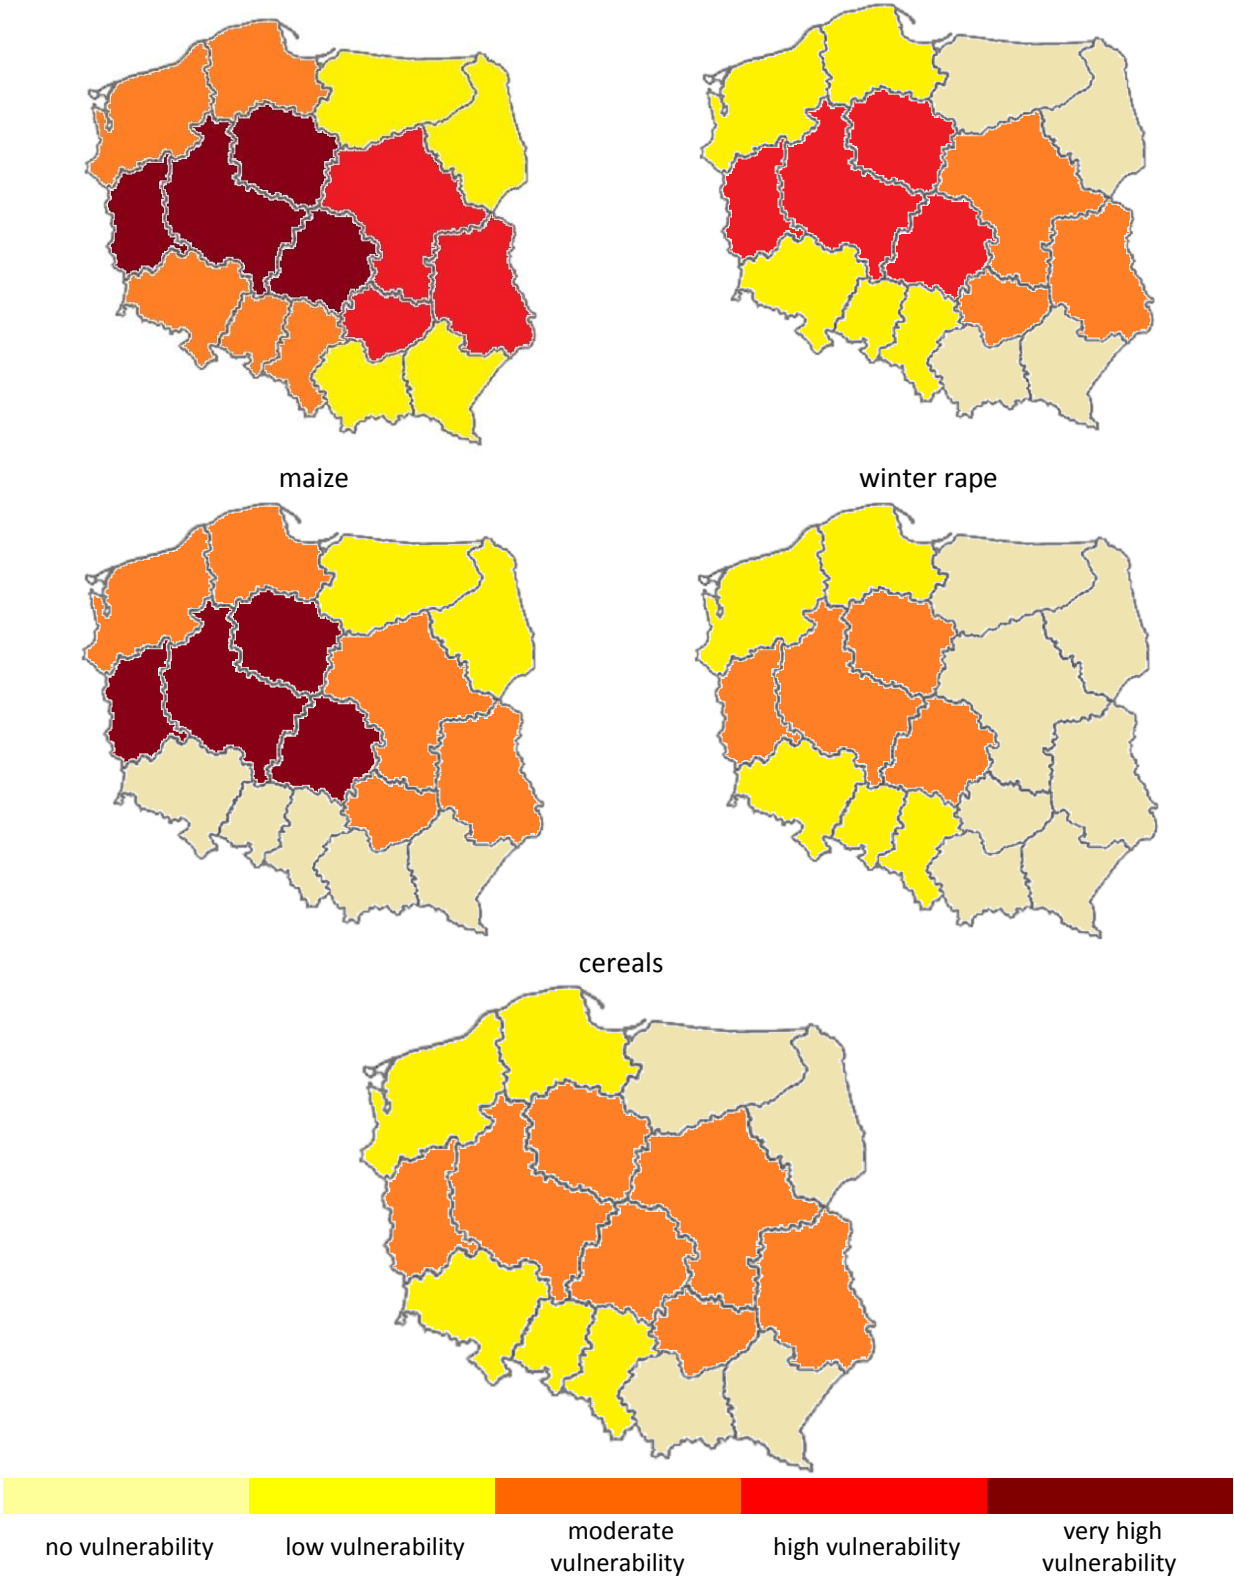 maize
winter rape
cereals
no vulnerability
low vulnerability
moderate
vulnerability
high vulnerability
very high
vulnerability